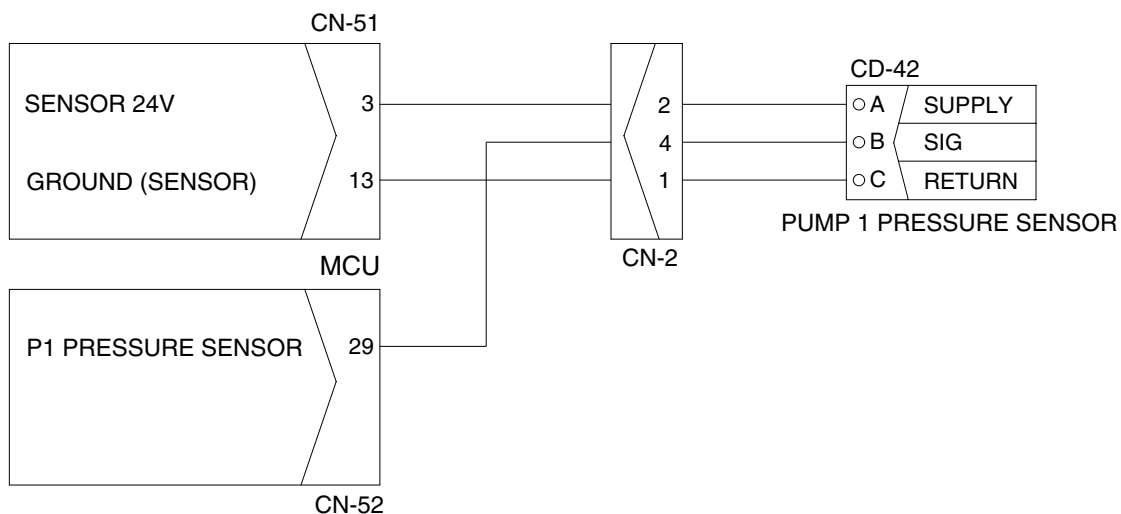 CN-51
SENSOR 24V 3
GROUND (SENSOR) 13
MCU
P1 PRESSURE SENSOR 29
CN-52
2
4
1
CN-2
CD-42
A SUPPLY
B SIG
C RETURN
PUMP 1 PRESSURE SENSOR